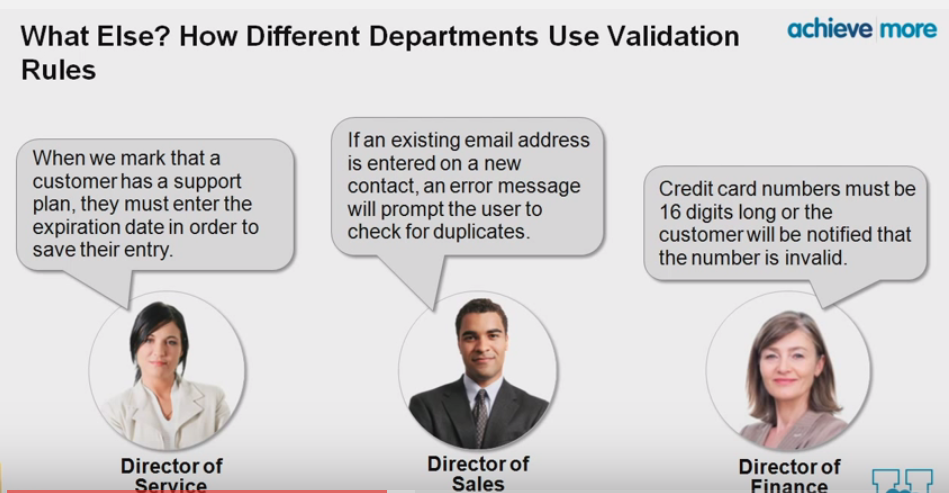 What Else? How Different Departments Use Validation
Rules
achieve more
When we mark that a
customer has a support
plan, they must enter the
expiration date in order to
save their entry.
If an existing email address
is entered on a new
contact, an error message
will prompt the user to
check for duplicates.
Credit card numbers must be
16 digits long or the
customer will be notified that
the number is invalid.
Director of
Service
Director of
Sales
Director of
Finance